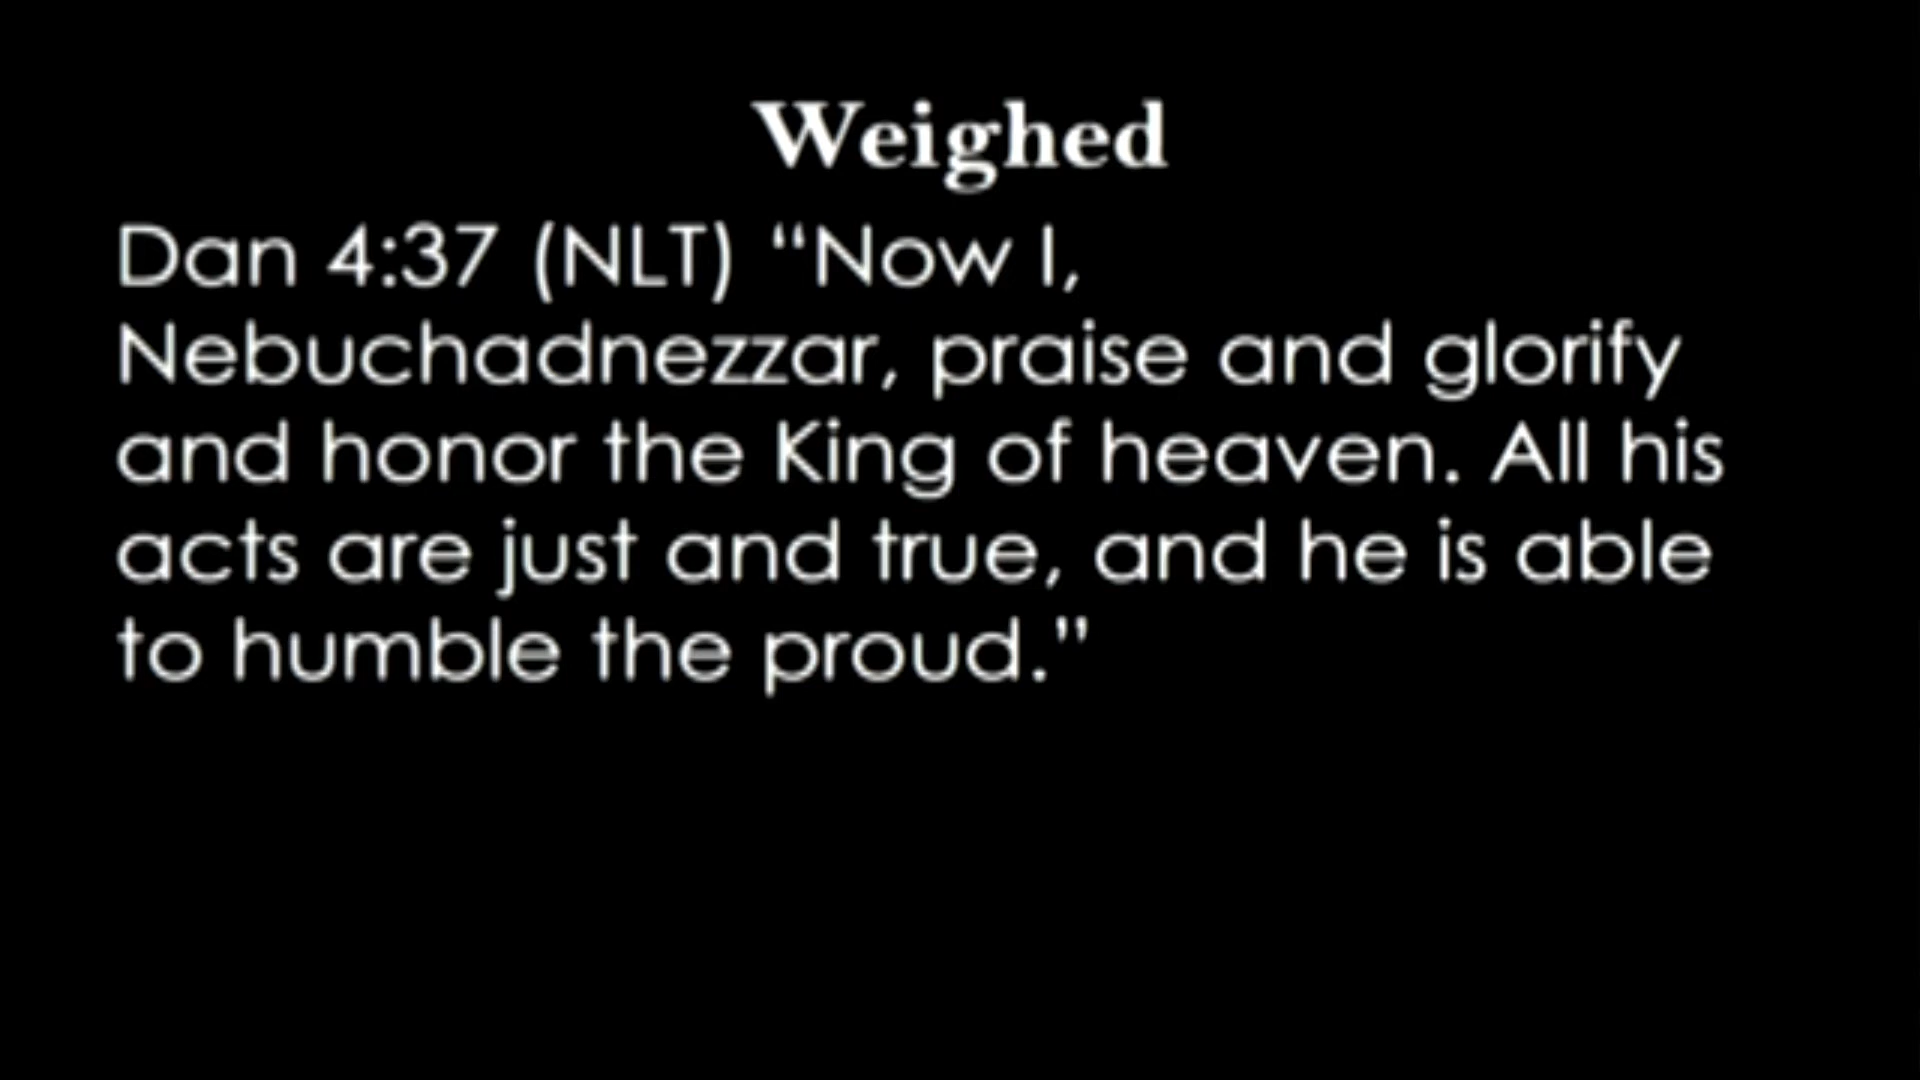 Weighed
Dan 4:37 (NLT) “Now I,
Nebuchadnezzar, praise and glorify
and honor the King of heaven. All his
acts are just and true, and he is able
to humble the proud.”